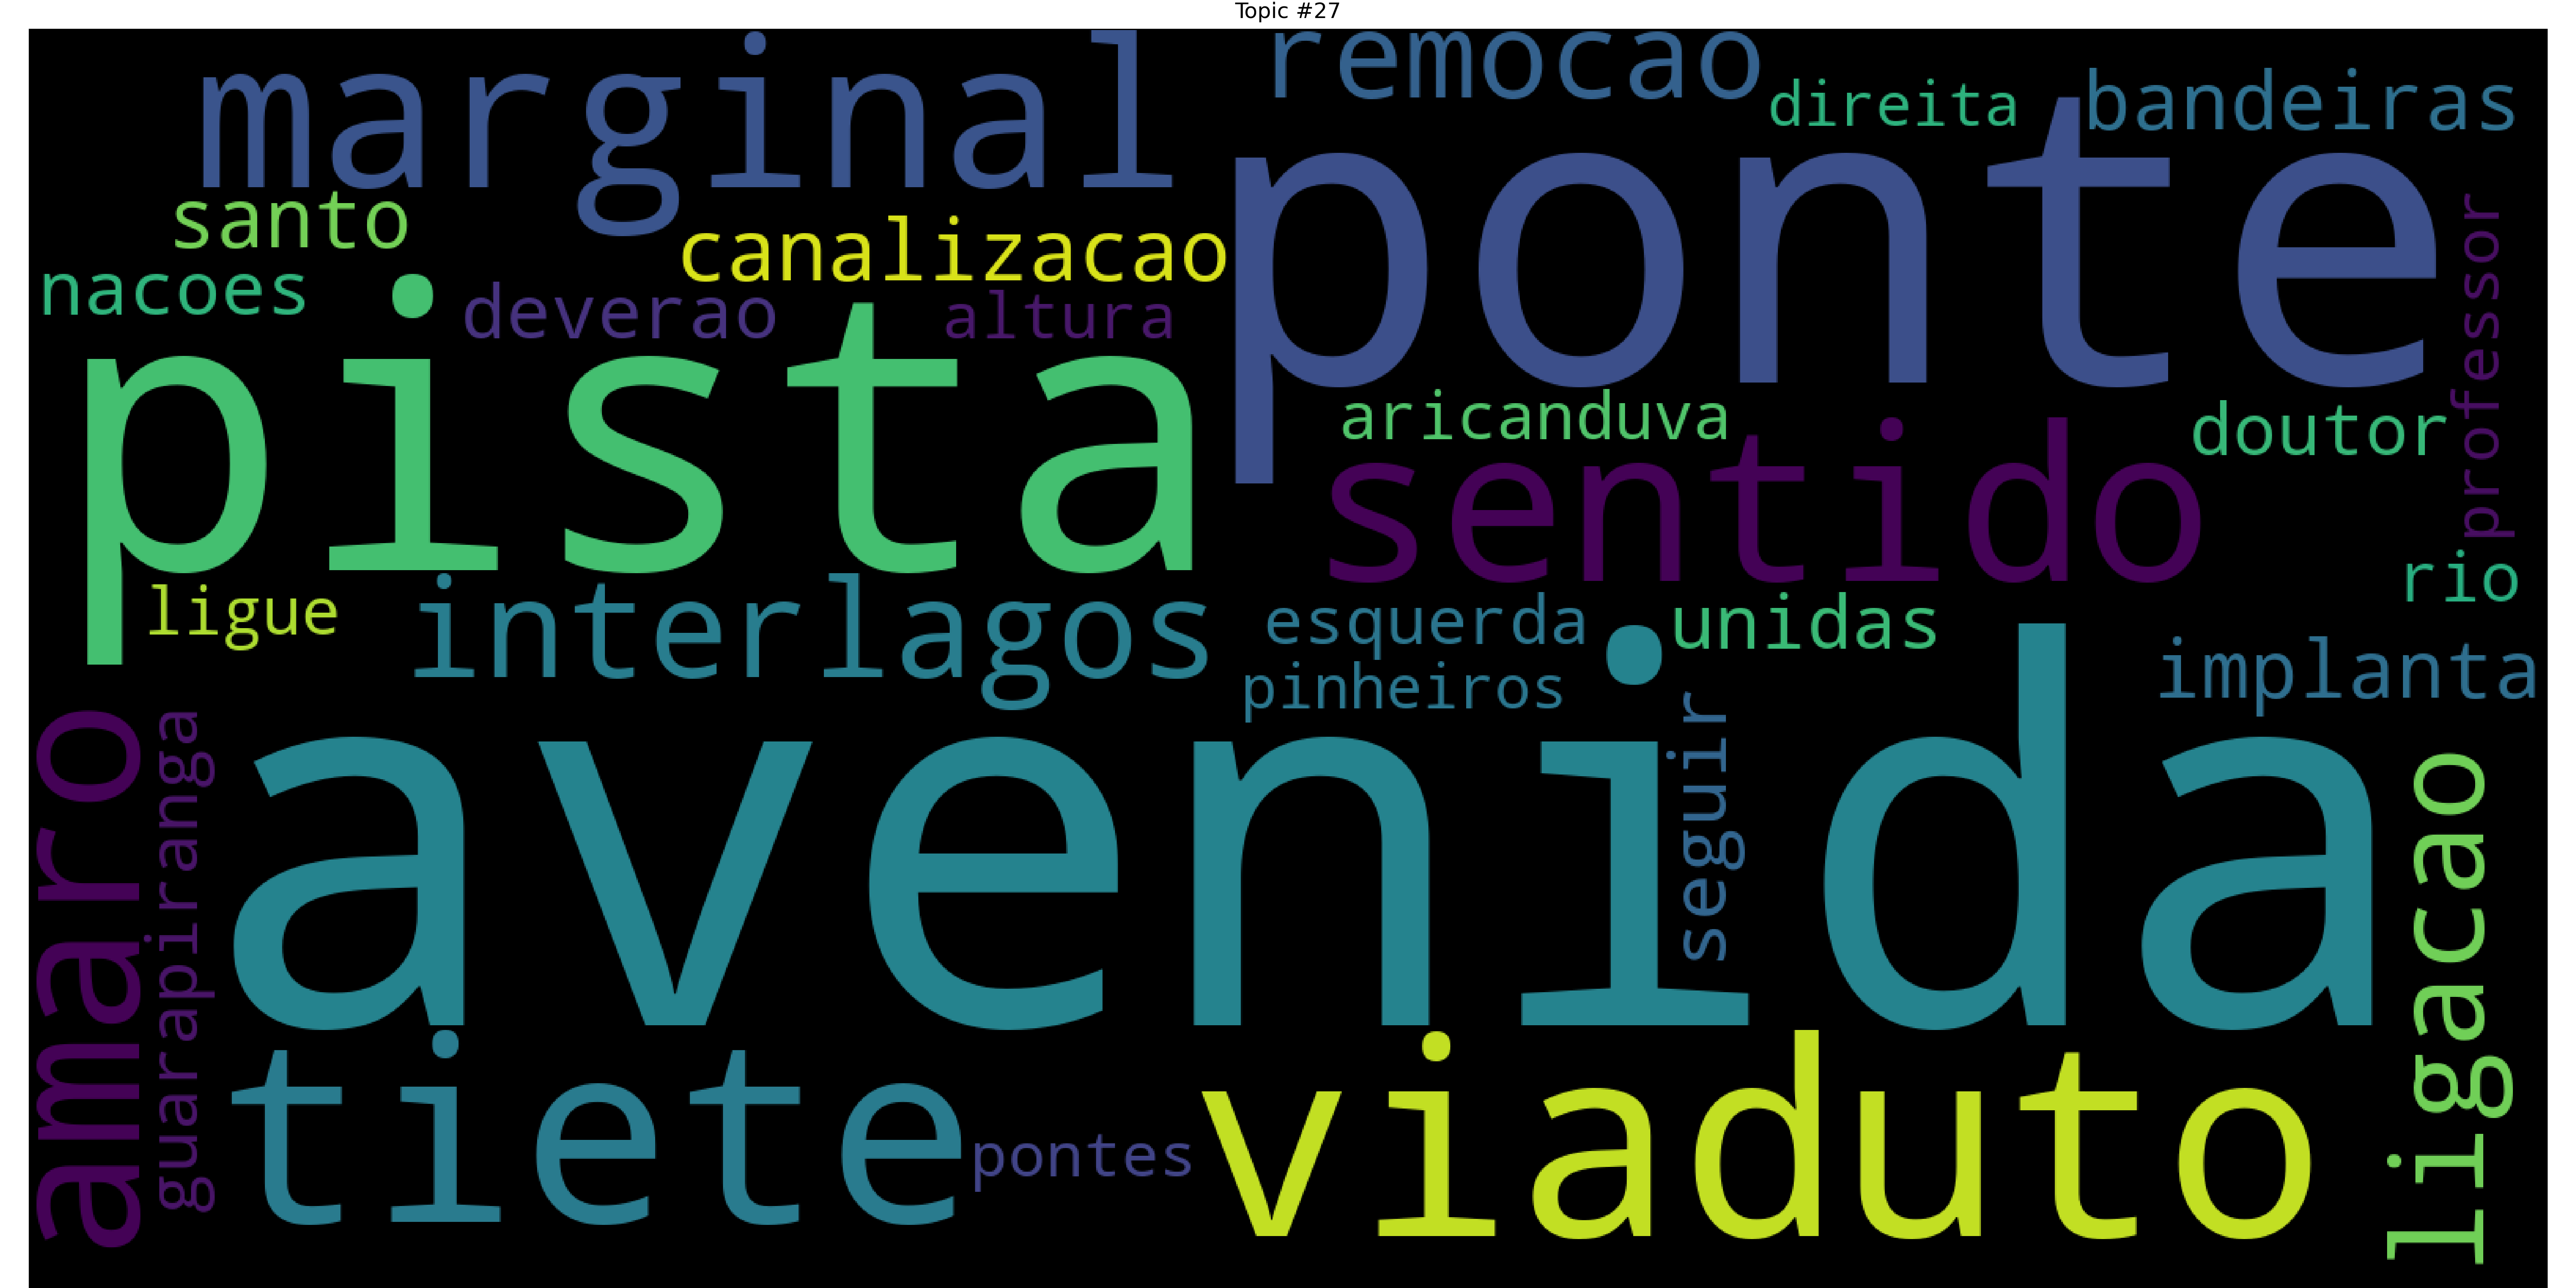 Topic #27
marginal
remocao
direita
bandeiras
ponte
santo
canalizacao
nacoes
deverao
altura
professor
pista
aricanduva
doutor
sentido
ligue
interlagos
esquerda
unidas
rio
pinheiros
implanta
seguir
amaro
guarapiranga
avenida
ligacao
tiete
pontes
viaduto